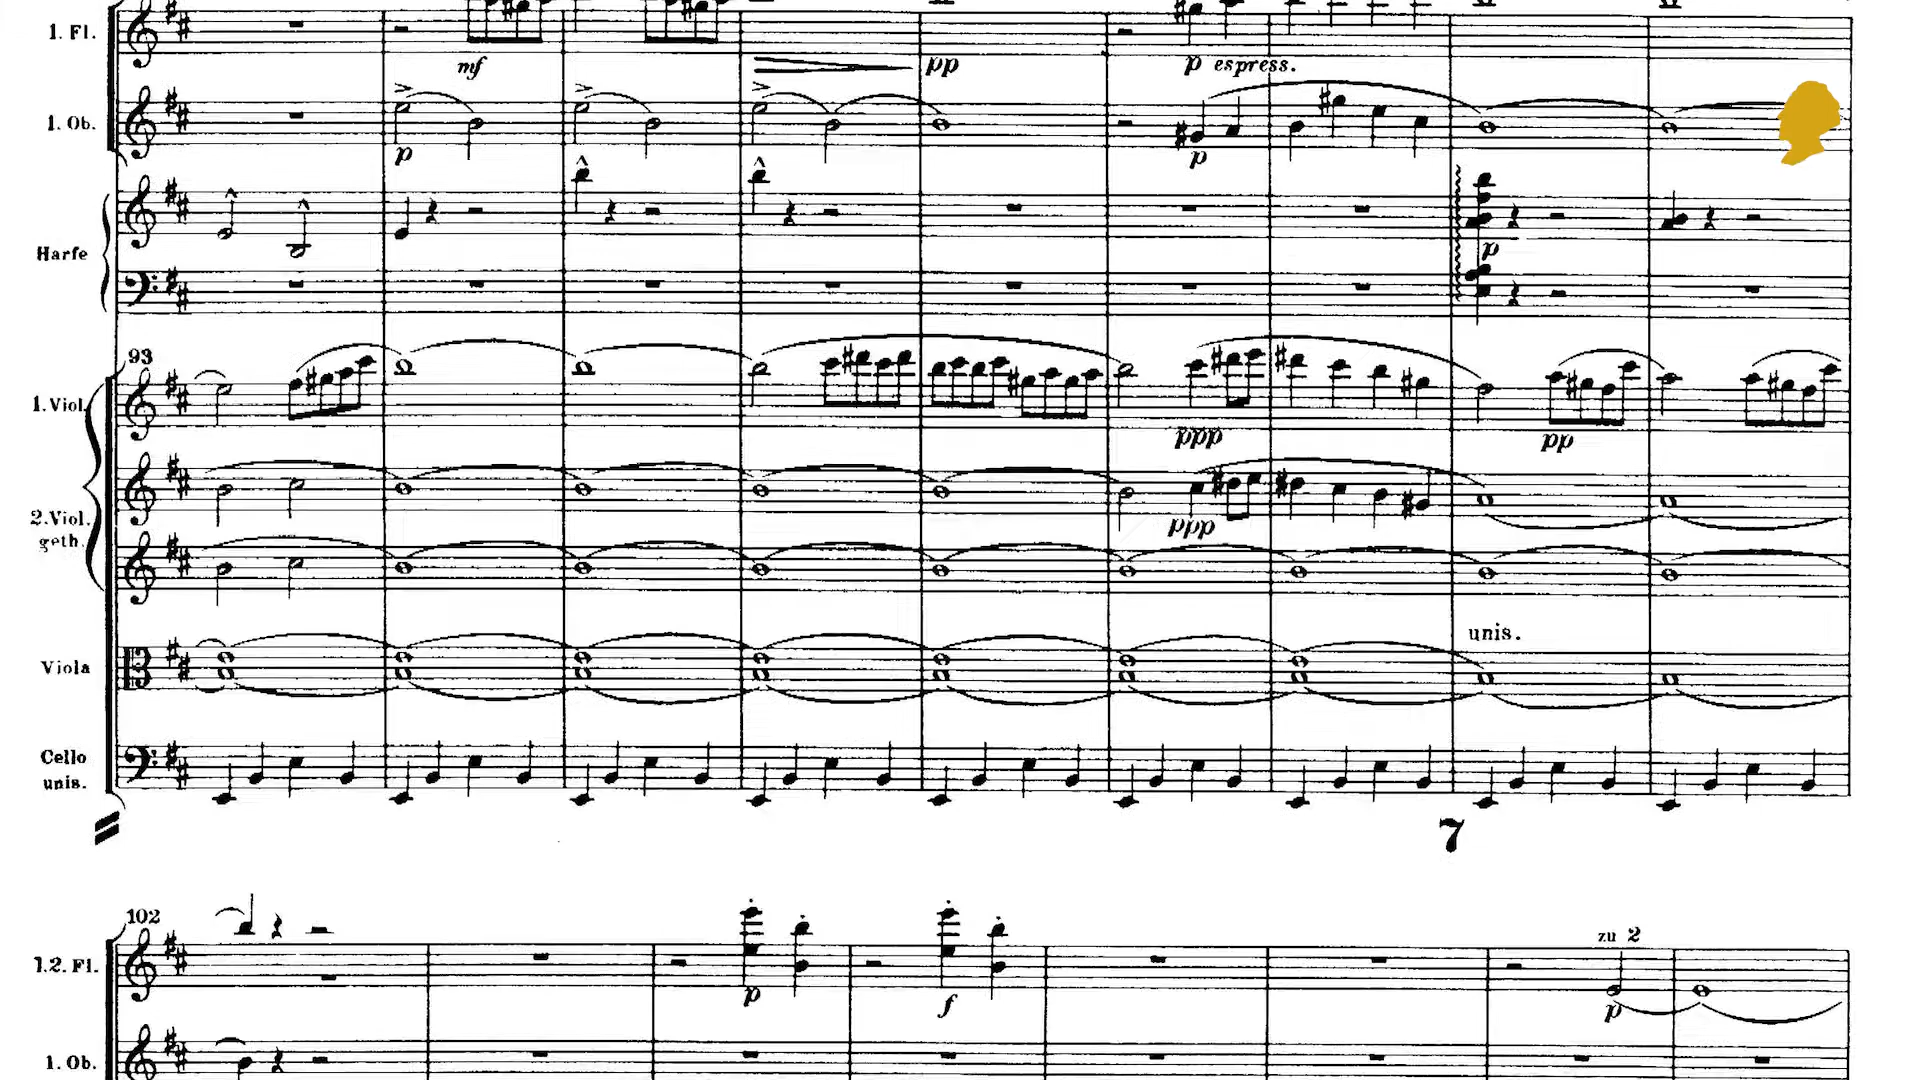 1. Fl.
mf
pp
p espress.
1. Ob.
p
p
Harfe
p
93
1. Viol.
ppp
pp
2. Viol.
geth.
ppp
unis.
Viola
Cello
unis.
7
102
zu 2
1.2. Fl.
p
f
p
1. Ob.